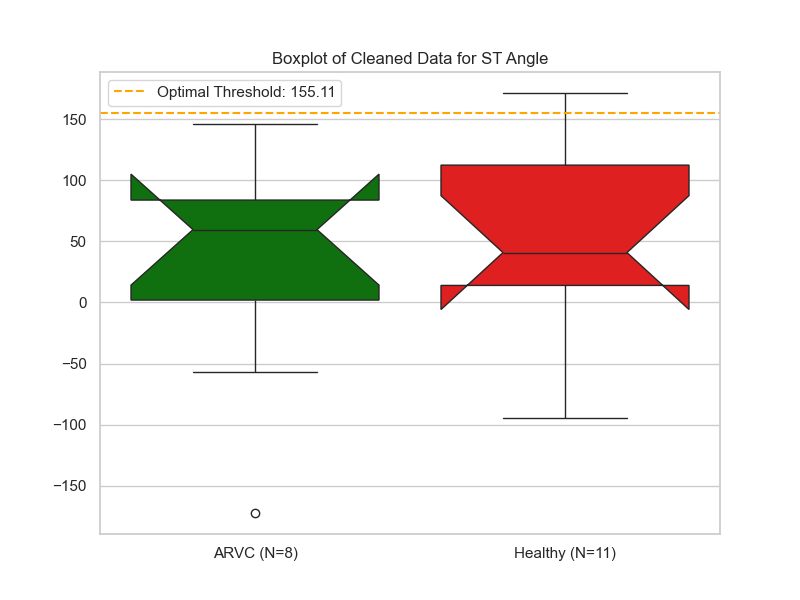 Boxplot of Cleaned Data for ST Angle
Optimal Threshold: 155.11
150
100
50
0
−50
−100
−150
ARVC (N=8)
Healthy (N=11)